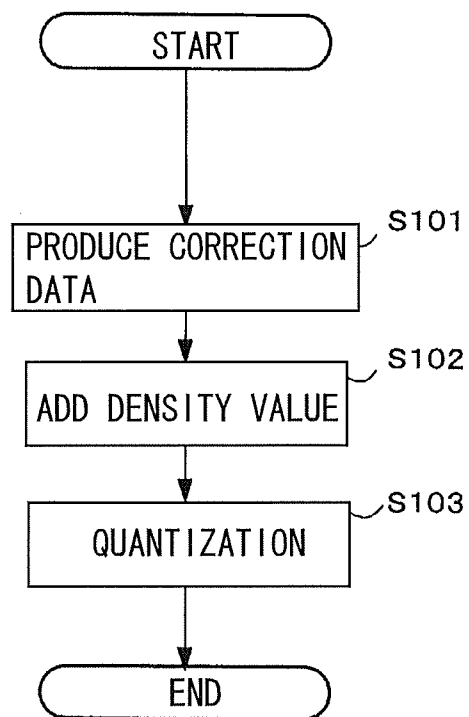 START
S101
PRODUCE CORRECTION
DATA
S102
ADD DENSITY VALUE
S103
QUANTIZATION
END